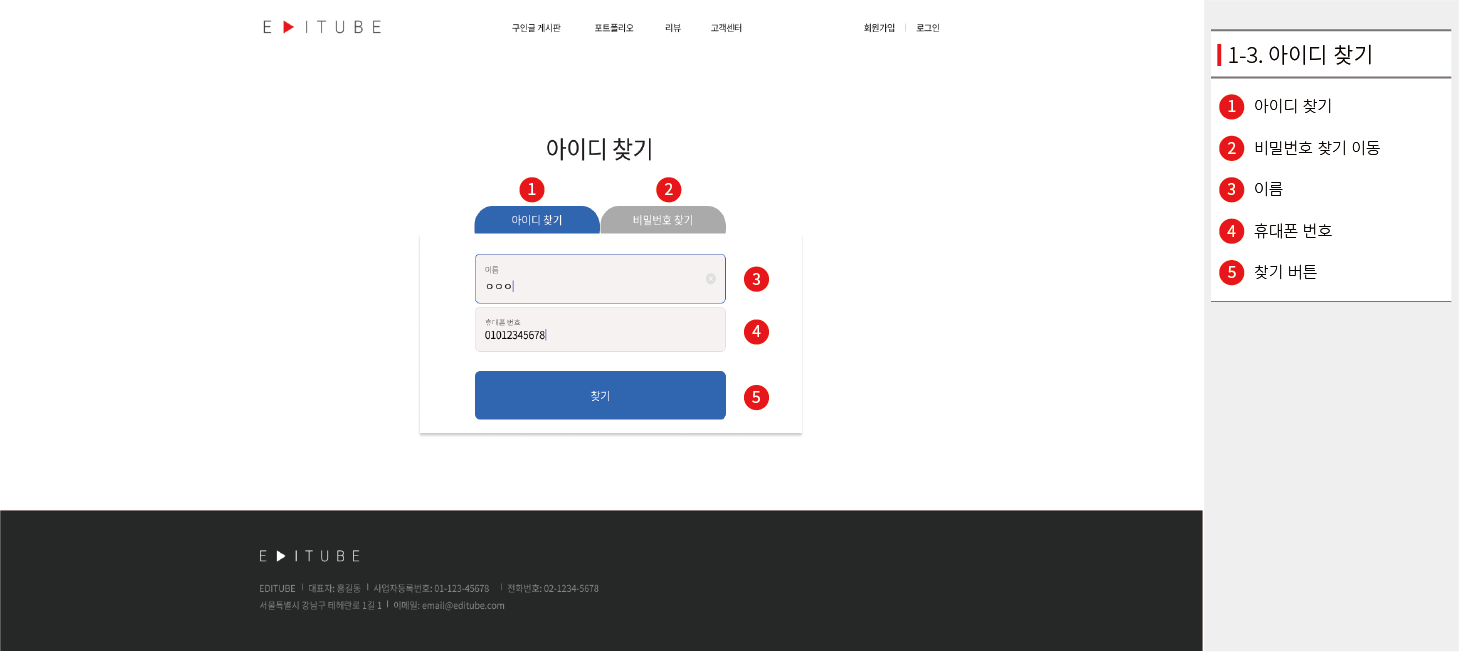 E▶ITUBE
구인글 게시판 포트폴리오 리뷰 고객센터 회원가입 | 로그인
아이디 찾기
1 2
아이디 찾기 비밀번호 찾기
이름
ㅇㅇㅇ
3
휴대폰 번호
01012345678
4
찾기
5
E▶ITUBE
EDITUBE | 대표자: 홍길동 | 사업자등록번호: 01-123-45678 | 전화번호: 02-1234-5678
서울특별시 강남구 테헤란로 1길 1 | 이메일: email@editube.com
1-3. 아이디 찾기
1 아이디 찾기
2 비밀번호 찾기 이동
3 이름
4 휴대폰 번호
5 찾기 버튼